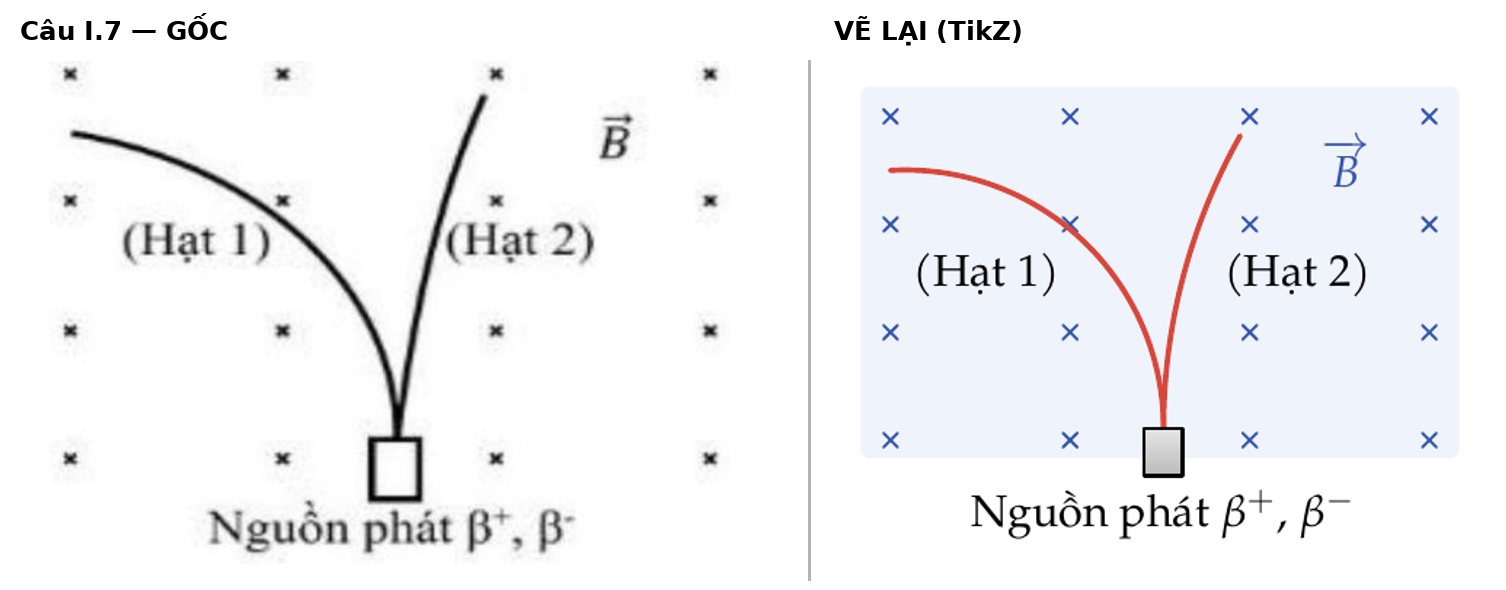 Câu I.7 — GỐC
B
(Hạt 1)
(Hạt 2)
Nguồn phát β⁺, β⁻
VẼ LẠI (TikZ)
B
(Hạt 1)
(Hạt 2)
Nguồn phát β⁺, β⁻